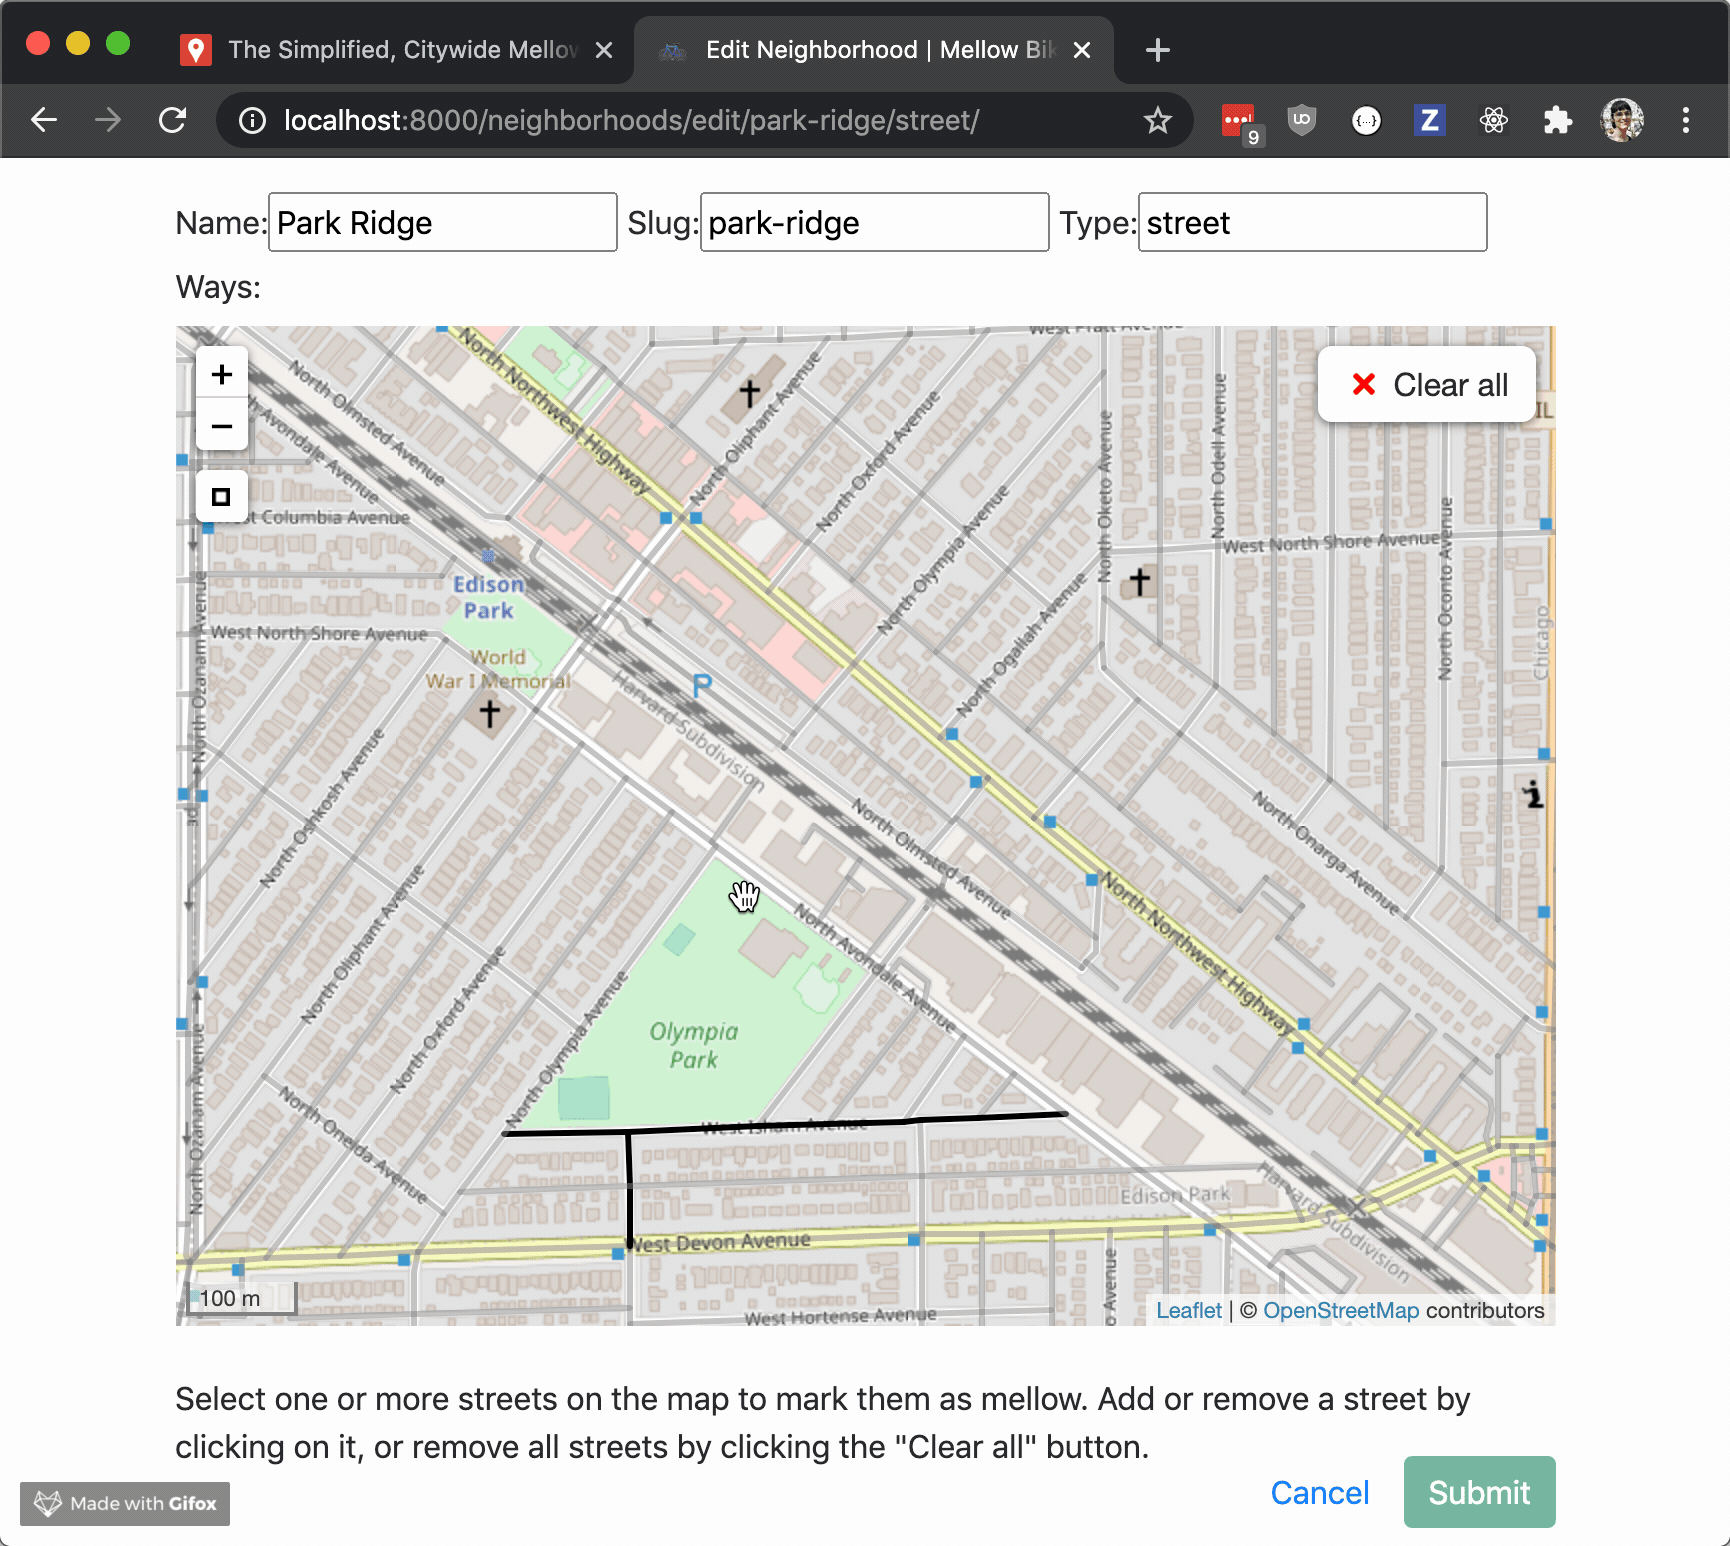 The Simplified, Citywide Mellow
Edit Neighborhood | Mellow Bik
localhost:8000/neighborhoods/edit/park-ridge/street/
9
Name: Park Ridge Slug: park-ridge Type: street
Ways:
+
−
Clear all
West Pratt Avenue
North Northwest Highway
North Olmsted Avenue
h Avondale Avenue
North Oliphant Avenue
North Oxford Avenue
North Oketo Avenue
North Odell Avenue
IL
st Columbia Avenue
North Olympia Avenue
North Oconto Avenue
West North Shore Avenue
Edison
Park
North Ogallah Avenue
North Ozanam Avenue
West North Shore Avenue
Chicago
World
War I Memorial
P
Harvard Subdivision
North Oshkosh Avenue
North Olmsted Avenue
North Onarga Avenue
North Oliphant Avenue
North Avondale Avenue
North Northwest Highway
North Oxford Avenue
North Olympia Avenue
Olympia
Park
North Ozanam Avenue
North Oneida Avenue
West Isham Avenue
Edison Park
Harvard Subdivision
West Devon Avenue
o Avenue
100 m
West Hortense Avenue
Leaflet | © OpenStreetMap contributors
Select one or more streets on the map to mark them as mellow. Add or remove a street by
clicking on it, or remove all streets by clicking the "Clear all" button.
Cancel
Submit
Made with Gifox